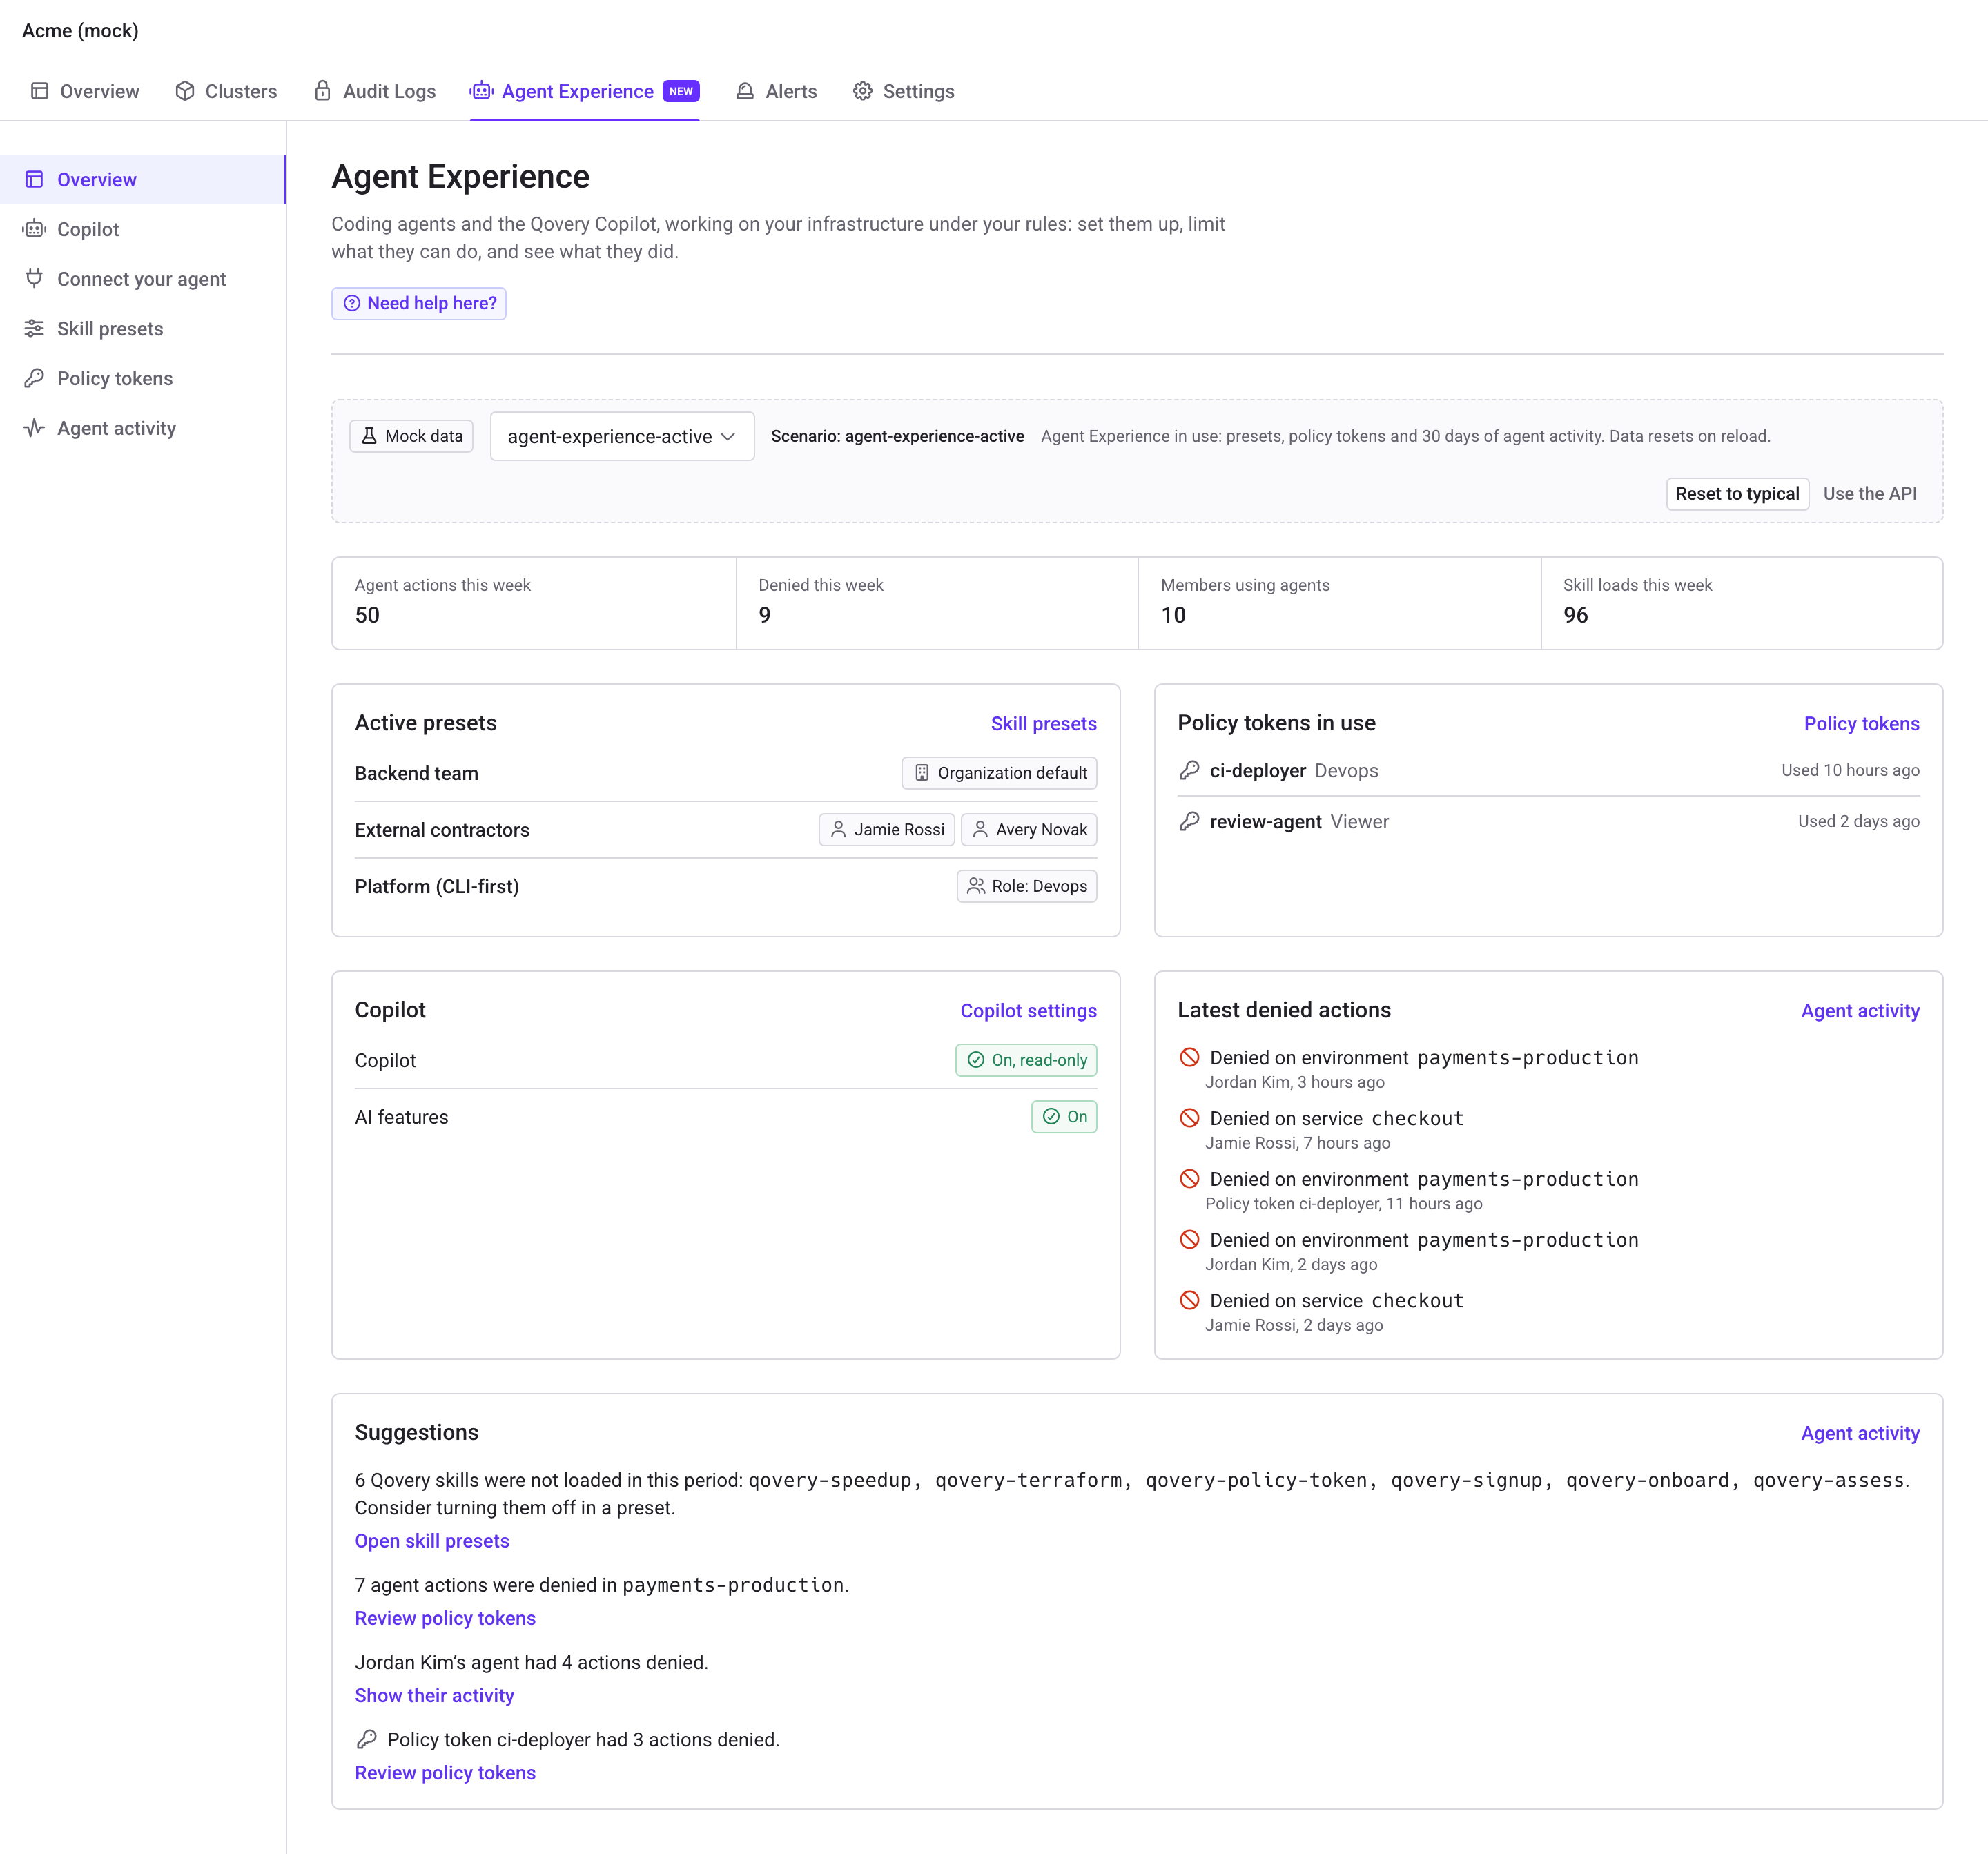 Acme (mock)
Overview
Clusters
Audit Logs
Agent Experience NEW
Alerts
Settings
Overview
Copilot
Connect your agent
Skill presets
Policy tokens
Agent activity
Agent Experience
Coding agents and the Qovery Copilot, working on your infrastructure under your rules: set them up, limit
what they can do, and see what they did.
Need help here?
Mock data
agent-experience-active
Scenario: agent-experience-active
Agent Experience in use: presets, policy tokens and 30 days of agent activity. Data resets on reload.
Reset to typical
Use the API
Agent actions this week
50
Denied this week
9
Members using agents
10
Skill loads this week
96
Active presets
Skill presets
Backend team
Organization default
External contractors
Jamie Rossi
Avery Novak
Platform (CLI-first)
Role: Devops
Policy tokens in use
Policy tokens
ci-deployer Devops
Used 10 hours ago
review-agent Viewer
Used 2 days ago
Copilot
Copilot settings
Copilot
On, read-only
AI features
On
Latest denied actions
Agent activity
Denied on environment payments-production
Jordan Kim, 3 hours ago
Denied on service checkout
Jamie Rossi, 7 hours ago
Denied on environment payments-production
Policy token ci-deployer, 11 hours ago
Denied on environment payments-production
Jordan Kim, 2 days ago
Denied on service checkout
Jamie Rossi, 2 days ago
Suggestions
Agent activity
6 Qovery skills were not loaded in this period: qovery-speedup, qovery-terraform, qovery-policy-token, qovery-signup, qovery-onboard, qovery-assess.
Consider turning them off in a preset.
Open skill presets
7 agent actions were denied in payments-production.
Review policy tokens
Jordan Kim’s agent had 4 actions denied.
Show their activity
Policy token ci-deployer had 3 actions denied.
Review policy tokens